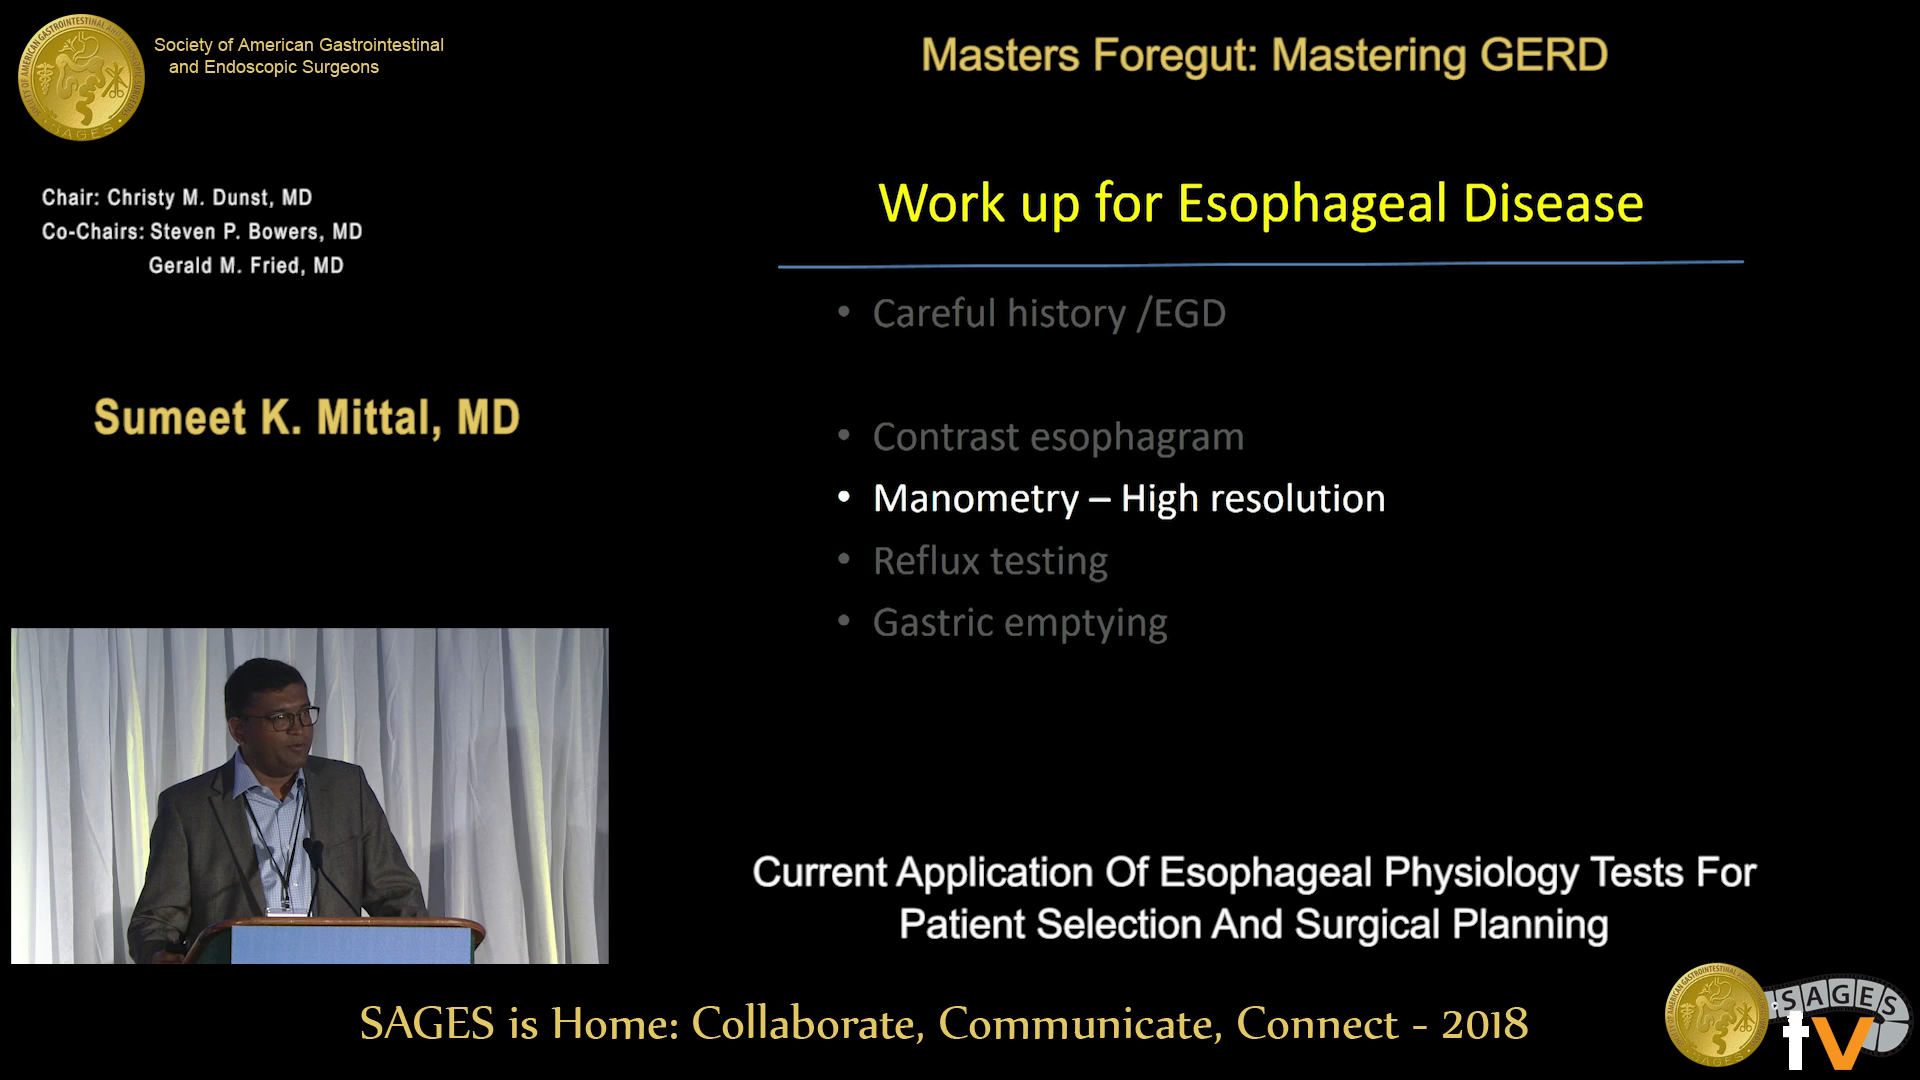 Society of American Gastrointestinal
and Endoscopic Surgeons
Masters Foregut: Mastering GERD
Chair: Christy M. Dunst, MD
Co-Chairs: Steven P. Bowers, MD
Gerald M. Fried, MD
Sumeet K. Mittal, MD
Work up for Esophageal Disease
• Careful history /EGD
• Contrast esophagram
• Manometry – High resolution
• Reflux testing
• Gastric emptying
Current Application Of Esophageal Physiology Tests For
Patient Selection And Surgical Planning
SAGES is Home: Collaborate, Communicate, Connect - 2018
SAGES
tv